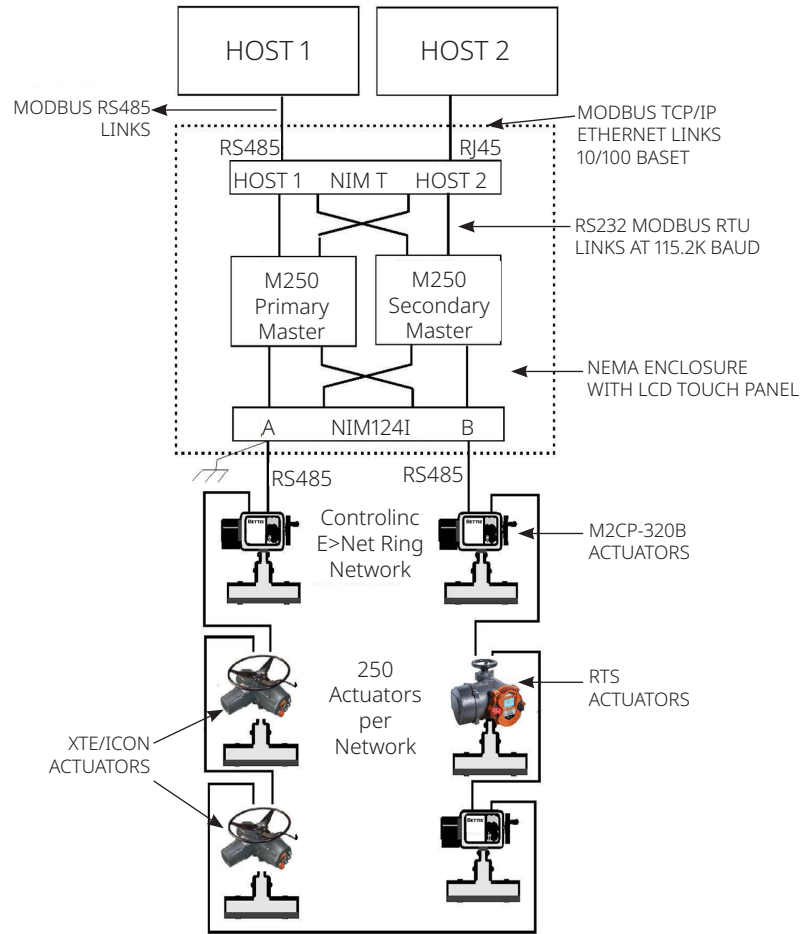 HOST 1
HOST 2
MODBUS RS485
LINKS
MODBUS TCP/IP
ETHERNET LINKS
10/100 BASET
RS485
RJ45
HOST 1
NIM T
HOST 2
RS232 MODBUS RTU
LINKS AT 115.2K BAUD
M250
Primary
Master
M250
Secondary
Master
NEMA ENCLOSURE
WITH LCD TOUCH PANEL
A
NIM124I
B
RS485
RS485
BETTIS
Controlinc
E>Net Ring
Network
BETTIS
M2CP-320B
ACTUATORS
250
Actuators
per
Network
RTS
ACTUATORS
XTE/ICON
ACTUATORS
BETTIS